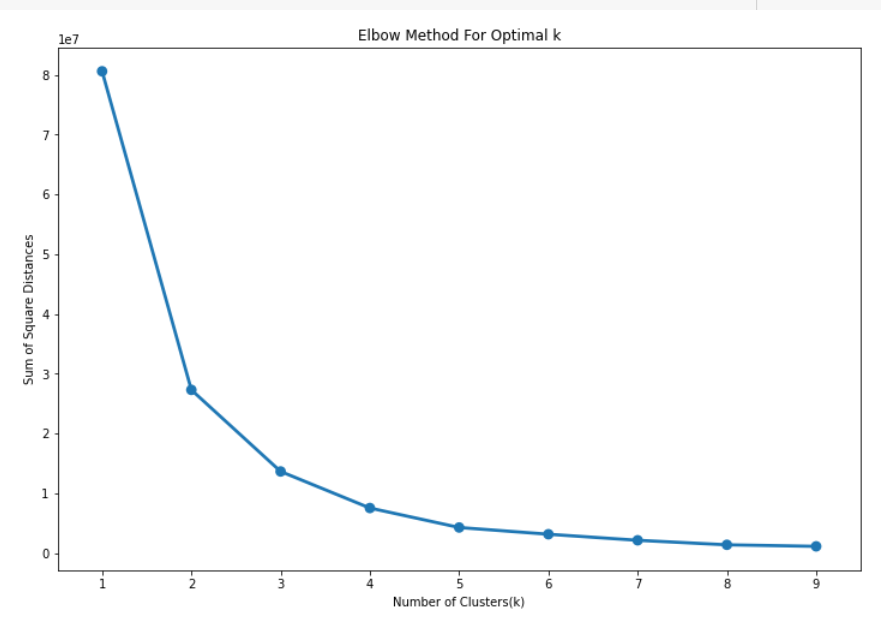 Elbow Method For Optimal k
1e7
8
7
6
5
4
3
2
1
0
Sum of Square Distances
1 2 3 4 5 6 7 8 9
Number of Clusters(k)